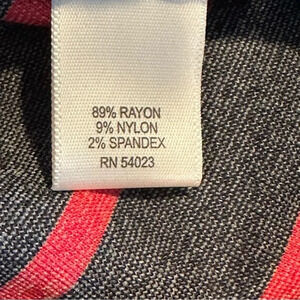 89% RAYON
9% NYLON
2% SPANDEX
RN 54023